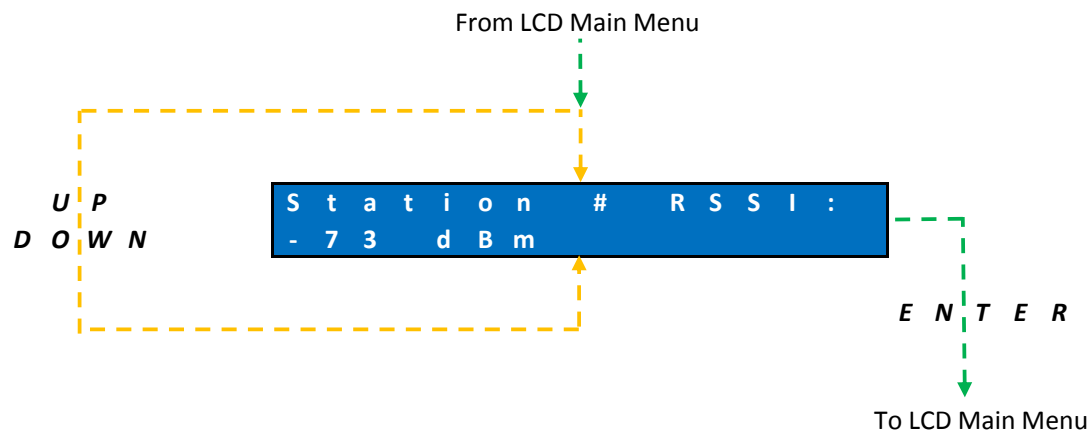 From LCD Main Menu
UP
DOWN
Station # RSSI:
-73 dBm
ENTER
To LCD Main Menu